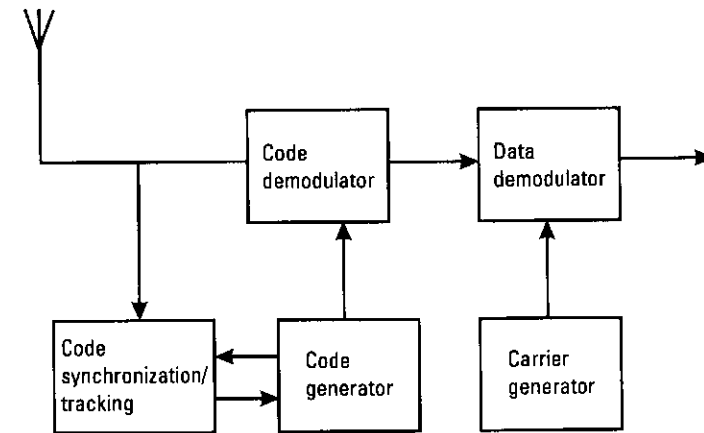 Code
demodulator
Data
demodulator
Code
synchronization/
tracking
Code
generator
Carrier
generator